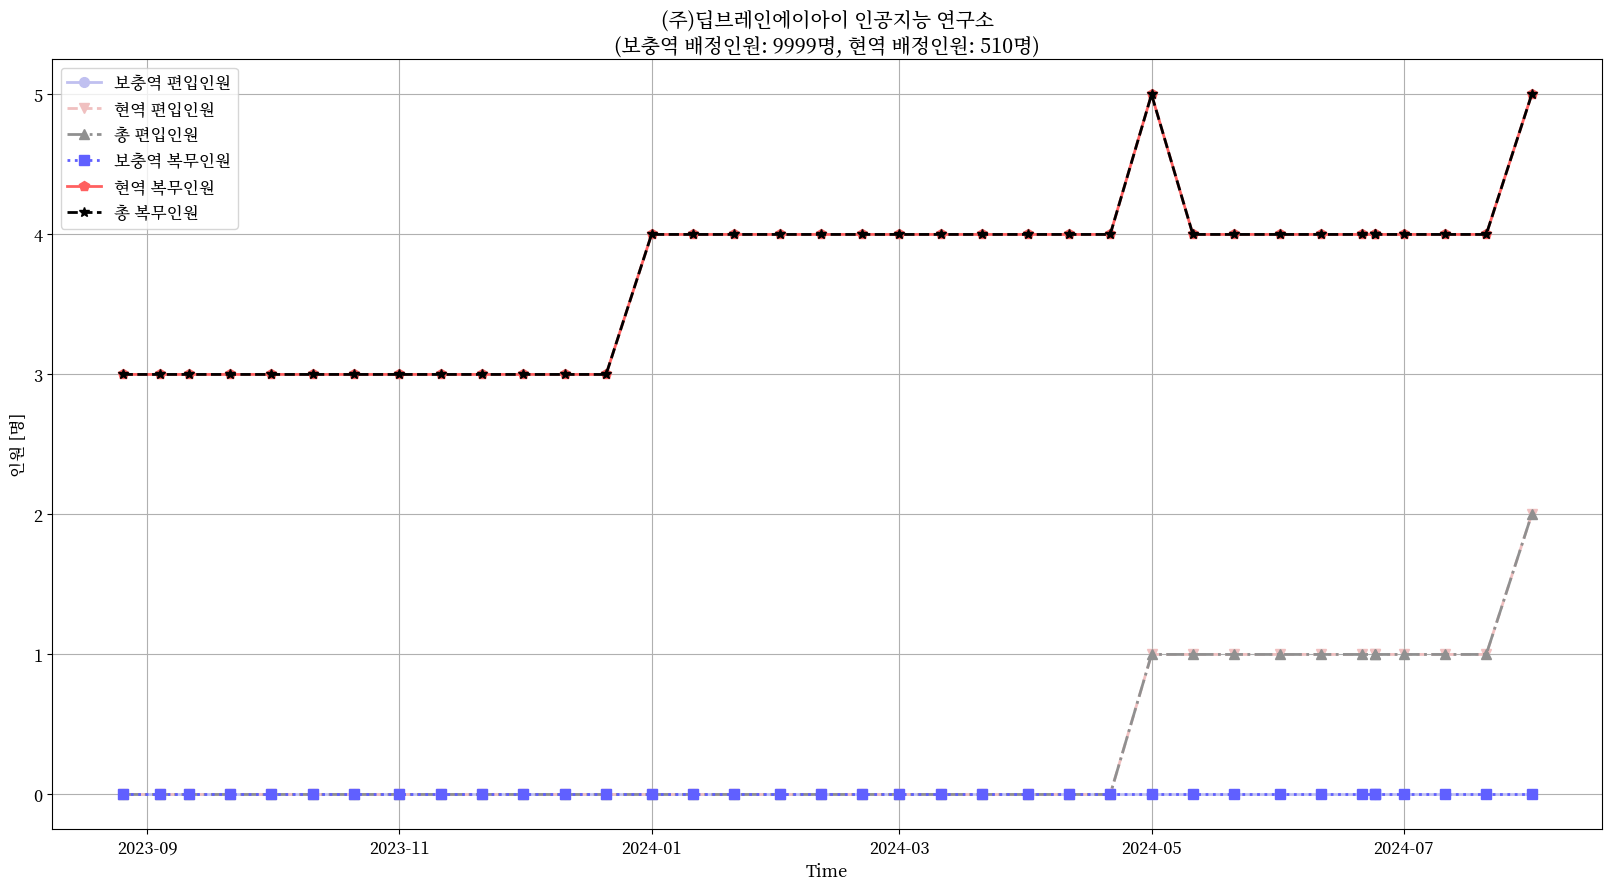 (주)딥브레인에이아이 인공지능 연구소
(보충역 배정인원: 9999명, 현역 배정인원: 510명)
보충역 편입인원
현역 편입인원
총 편입인원
보충역 복무인원
현역 복무인원
총 복무인원
인원 [명]
5
4
3
2
1
0
2023-09
2023-11
2024-01
2024-03
2024-05
2024-07
Time